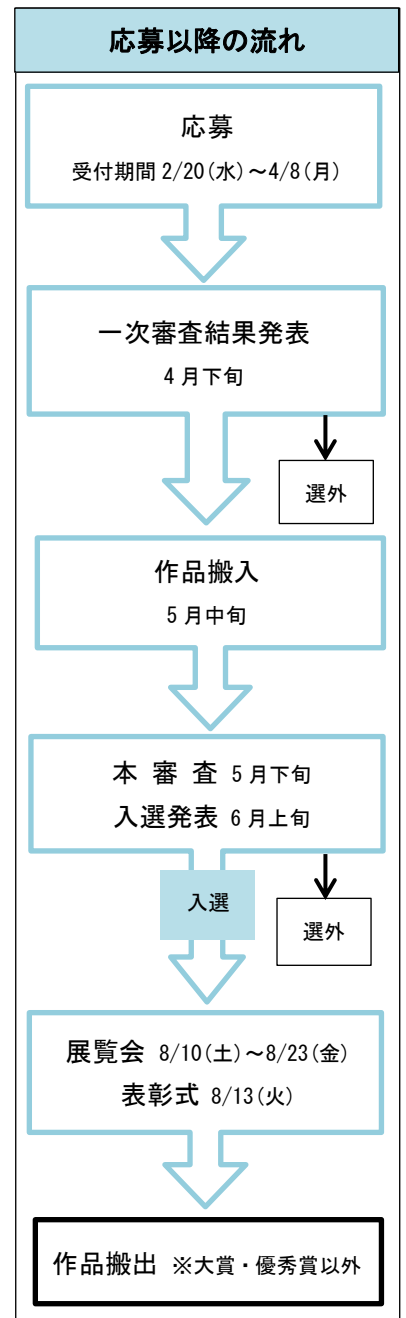 応募以降の流れ
応募
受付期間 2/20(水)～4/8(月)
一次審査結果発表
4月下旬
選外
作品搬入
5月中旬
本 審 査 5月下旬
入選発表 6月上旬
入選
選外
展覧会 8/10(土)～8/23(金)
表彰式 8/13(火)
作品搬出 ※大賞・優秀賞以外